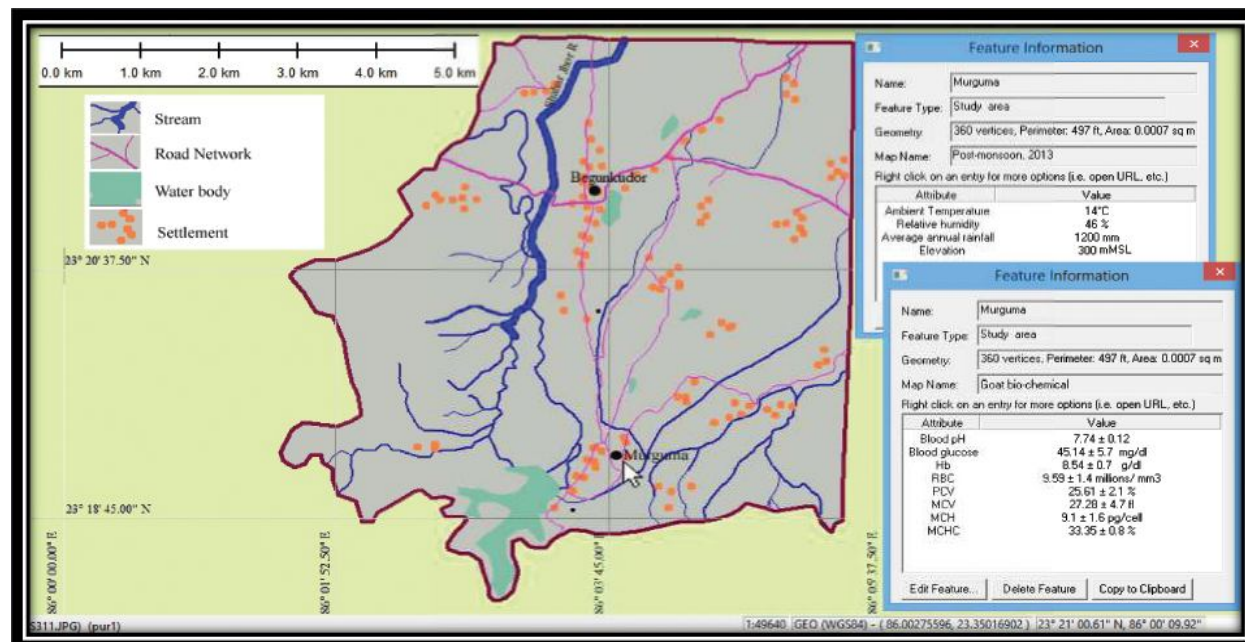 0.0 km 1.0 km 2.0 km 3.0 km 4.0 km 5.0 km
Stream
Road Network
Water body
Settlement
Jhor R.
Begunkudor
Murguma
23° 20' 37.50" N
23° 18' 45.00" N
86° 00' 00.00" E
86° 01' 52.50" E
86° 03' 45.00" E
86° 05' 37.50" E
Feature Information
Name: Murguma
Feature Type: Study area
Geometry: 360 vertices, Perimeter: 497 ft, Area: 0.0007 sq m
Map Name: Post-monsoon, 2013
Right click on an entry for more options (i.e. open URL, etc.)
Attribute Value
Ambient Temperature 14°C
Relative humidity 46 %
Average annual rainfall 1200 mm
Elevation 300 mMSL
Feature Information
Name: Murguma
Feature Type: Study area
Geometry: 360 vertices, Perimeter: 497 ft, Area: 0.0007 sq m
Map Name: Goat bio-chemical
Right click on an entry for more options (i.e. open URL, etc.)
Attribute Value
Blood pH 7.74 ± 0.12
Blood glucose 45.14 ± 5.7 mg/dl
Hb 8.54 ± 0.7 g/dl
RBC 9.59 ± 1.4 milions/ mm3
PCV 25.61 ± 2.1 %
MCV 27.28 ± 4.7 fl
MCH 9.1 ± 1.6 pg/cell
MCHC 33.35 ± 0.8 %
Edit Feature... Delete Feature Copy to Clipboard
S311.JPG) (pur1)
1:49640 GEO (WGS84) - ( 86.00275596, 23.35016902 ) 23° 21' 00.61" N, 86° 00' 09.92"